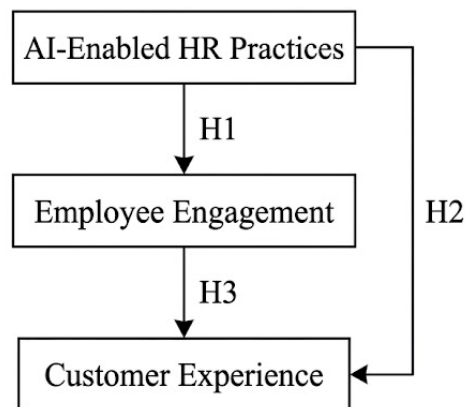 AI-Enabled HR Practices
H1
Employee Engagement
H2
H3
Customer Experience